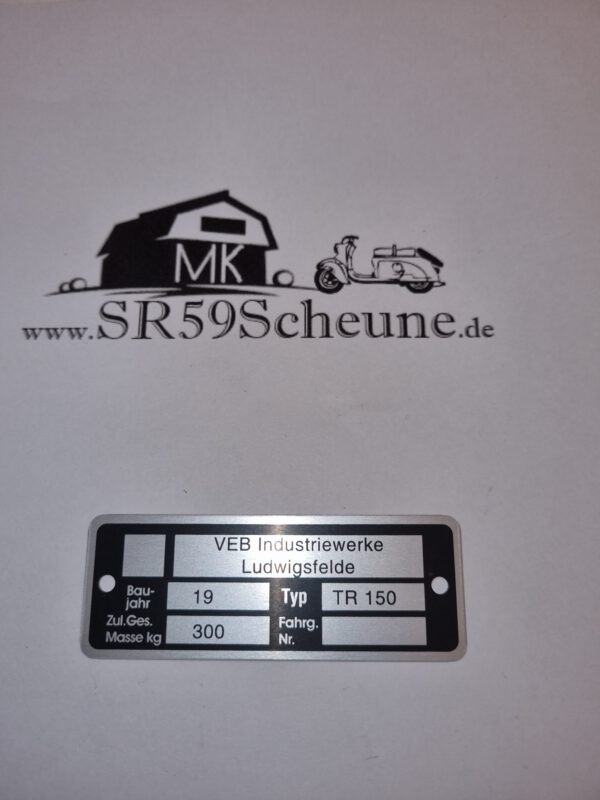 MK
www.SR59Scheune.de
VEB Industriewerke
Ludwigsfelde
Bau-
jahr
19
Typ
TR 150
Zul.Ges.
Masse kg
300
Fahrg.
Nr.